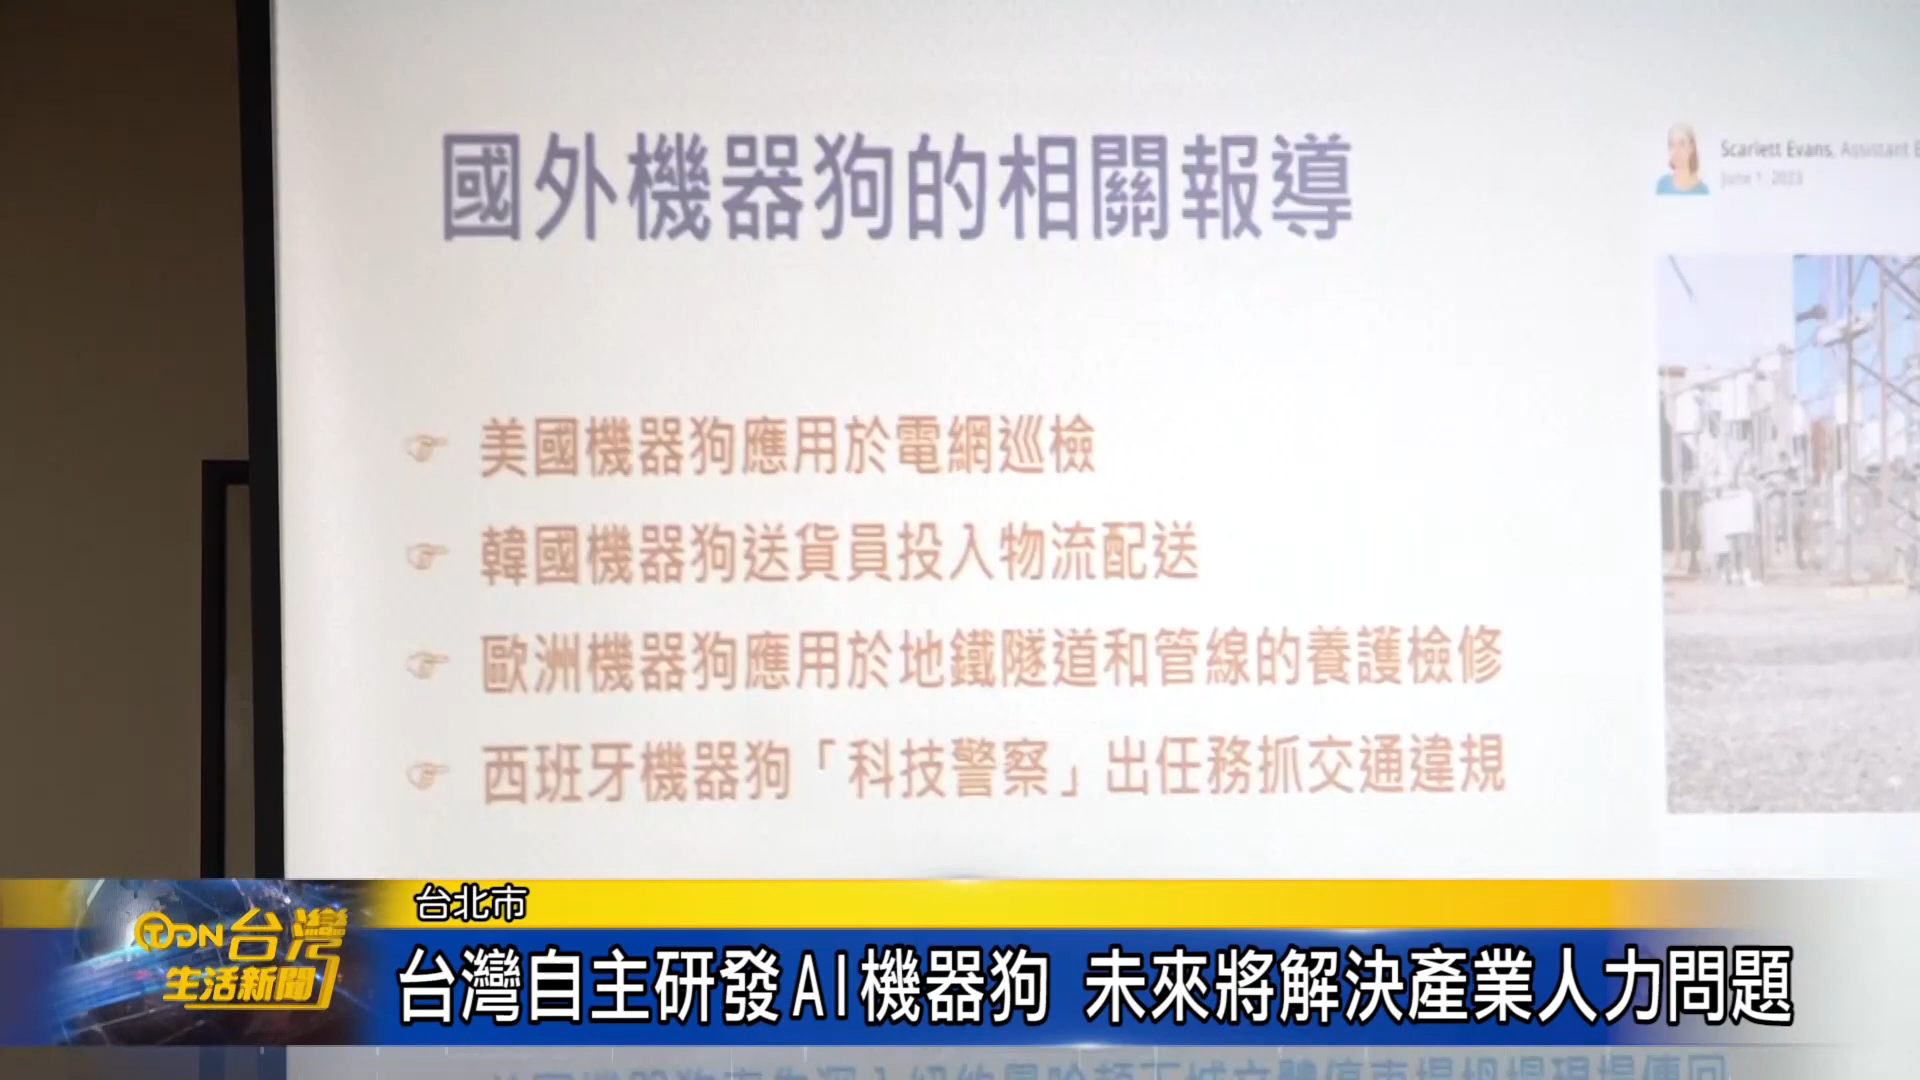 國外機器狗的相關報導
Scarlett Evans, Assistant E
June 1, 2023
美國機器狗應用於電網巡檢
韓國機器狗送貨員投入物流配送
歐洲機器狗應用於地鐵隧道和管線的養護檢修
西班牙機器狗「科技警察」出任務抓交通違規
台北市
TDN台灣
生活新聞
台灣自主研發AI機器狗 未來將解決產業人力問題